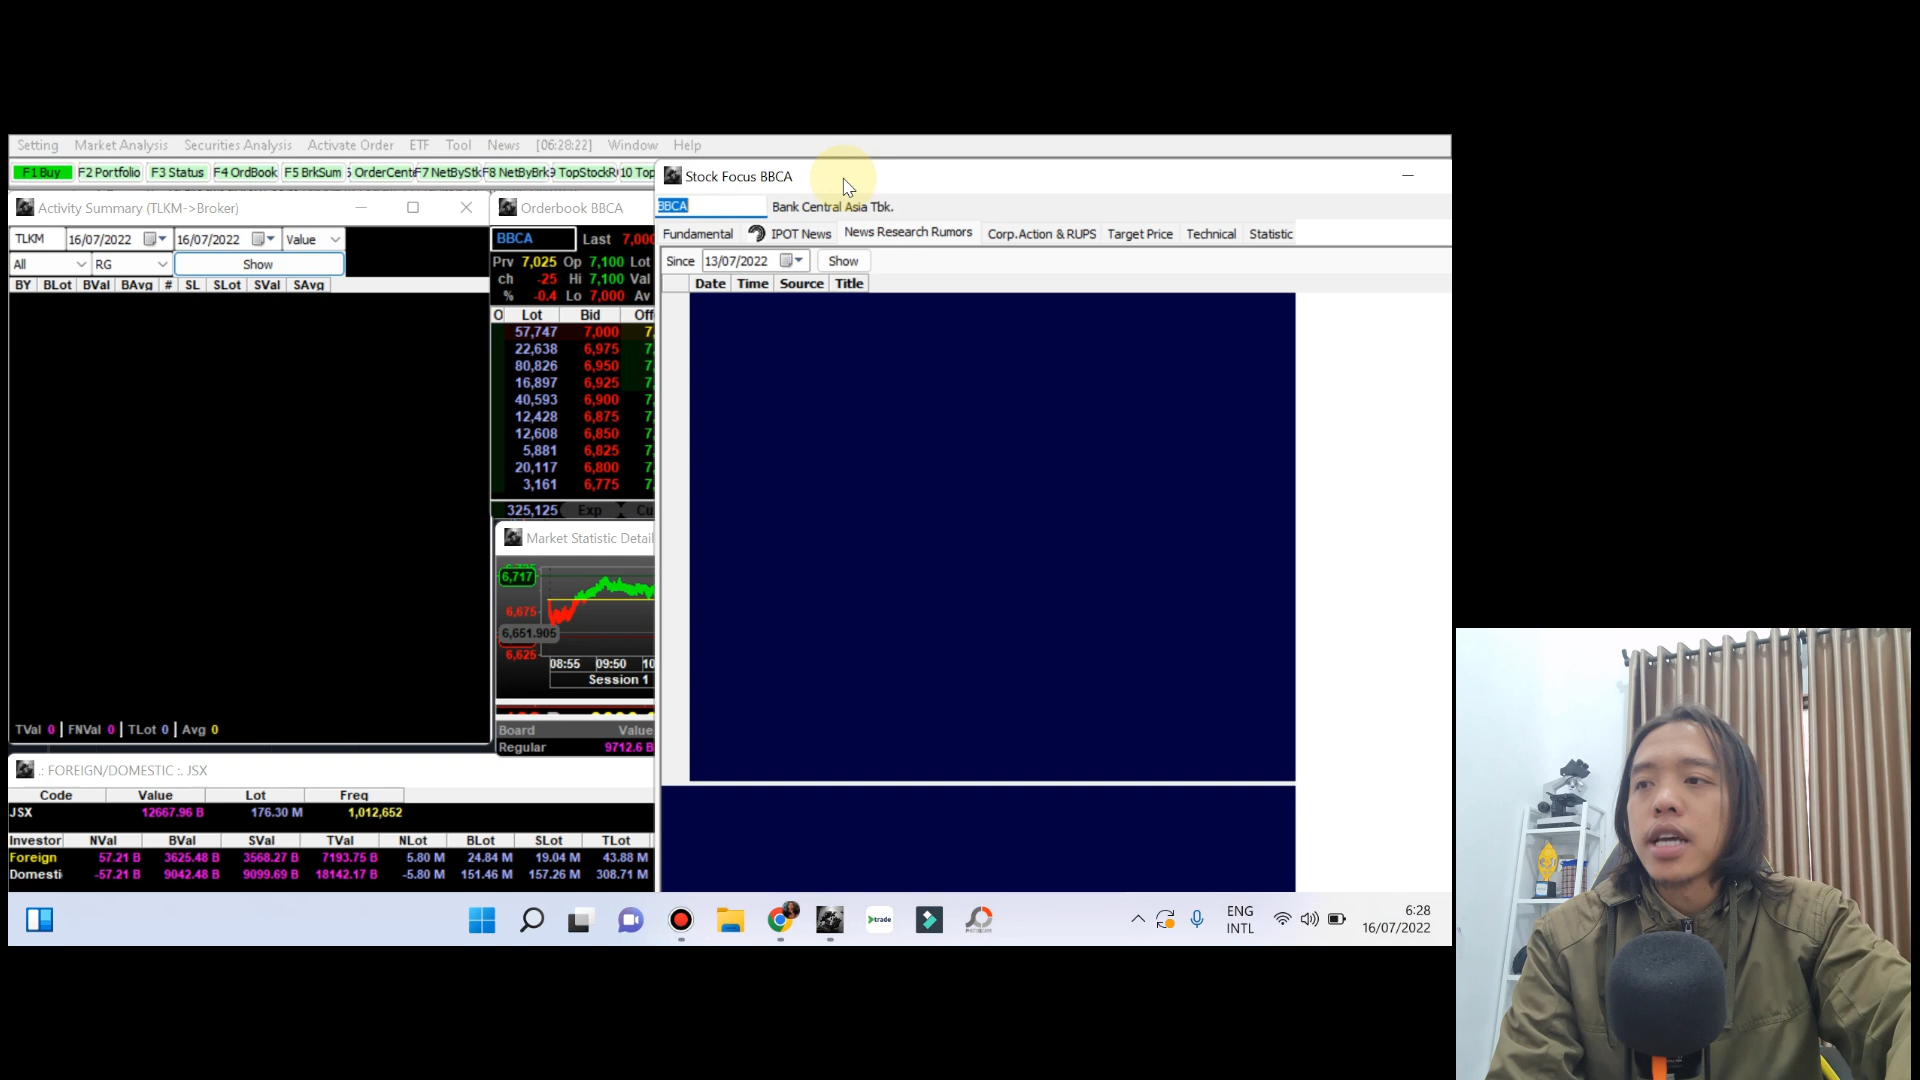 Setting Market Analysis Securities Analysis Activate Order ETF Tool News [06:28:22] Window Help
F1 Buy F2 Portfolio F3 Status F4 OrdBook F5 BrkSum OrderCent F7 NetByStk F8 NetByBrk TopStock 10 Top
Activity Summary (TLKM->Broker)
TLKM 16/07/2022 16/07/2022 Value
All RG Show
BY BLot BVal BAvg # SL SLot SVal SAvg
TVal 0 FNVal 0 TLot 0 Avg 0
Orderbook BBCA
BBCA Last 7,000
Prv 7,025 Op 7,100 Lot
ch -25 Hi 7,100 Val
% -0.4 Lo 7,000 Av
O Lot Bid Off
57,747 7,000 7,
22,638 6,975 7,
80,826 6,950 7,
16,897 6,925 7,
40,593 6,900 7,
12,428 6,875 7,
12,608 6,850 7,
5,881 6,825 7,
20,117 6,800 7,
3,161 6,775 7,
325,125 Exp Cu
Market Statistic Detail
6,717
6,675
6,651.905
6,625
08:55 09:50 10
Session 1
Board Value
Regular 9712.6 B
Stock Focus BBCA
BBCA Bank Central Asia Tbk.
Fundamental IPOT News News Research Rumors Corp.Action & RUPS Target Price Technical Statistic
Since 13/07/2022 Show
Date Time Source Title
.: FOREIGN/DOMESTIC :. JSX
Code Value Lot Freq
JSX 12667.96 B 176.30 M 1,012,652
Investor NVal BVal SVal TVal NLot BLot SLot TLot
Foreign 57.21 B 3625.48 B 3568.27 B 7193.75 B 5.80 M 24.84 M 19.04 M 43.88 M
Domesti -57.21 B 9042.48 B 9099.69 B 18142.17 B -5.80 M 151.46 M 157.26 M 308.71 M
trade
ENG
INTL
6:28
16/07/2022